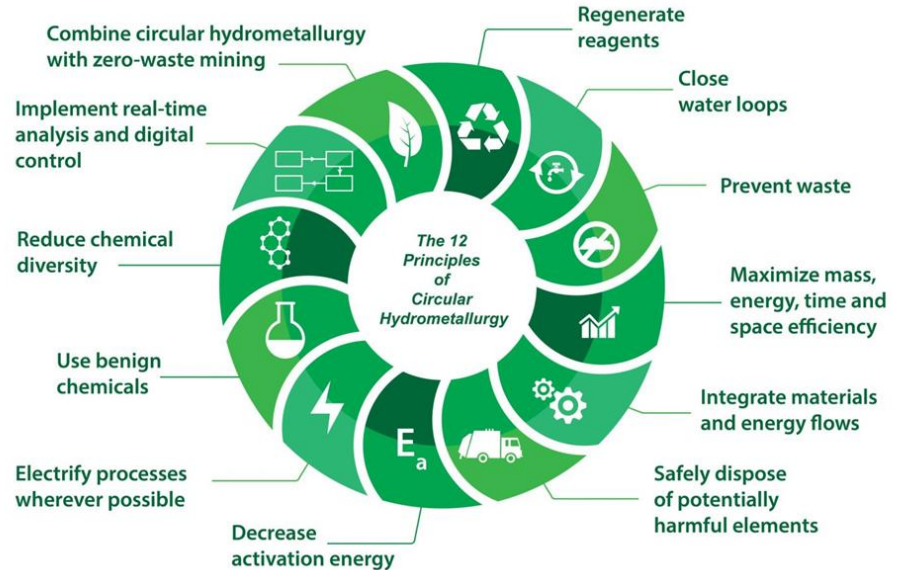 The 12
Principles
of
Circular
Hydrometallurgy
Regenerate
reagents
Close
water loops
Prevent waste
Maximize mass,
energy, time and
space efficiency
Integrate materials
and energy flows
Safely dispose
of potentially
harmful elements
Decrease
activation energy
Ea
Electrify processes
wherever possible
Use benign
chemicals
Reduce chemical
diversity
Implement real-time
analysis and digital
control
Combine circular hydrometallurgy
with zero-waste mining